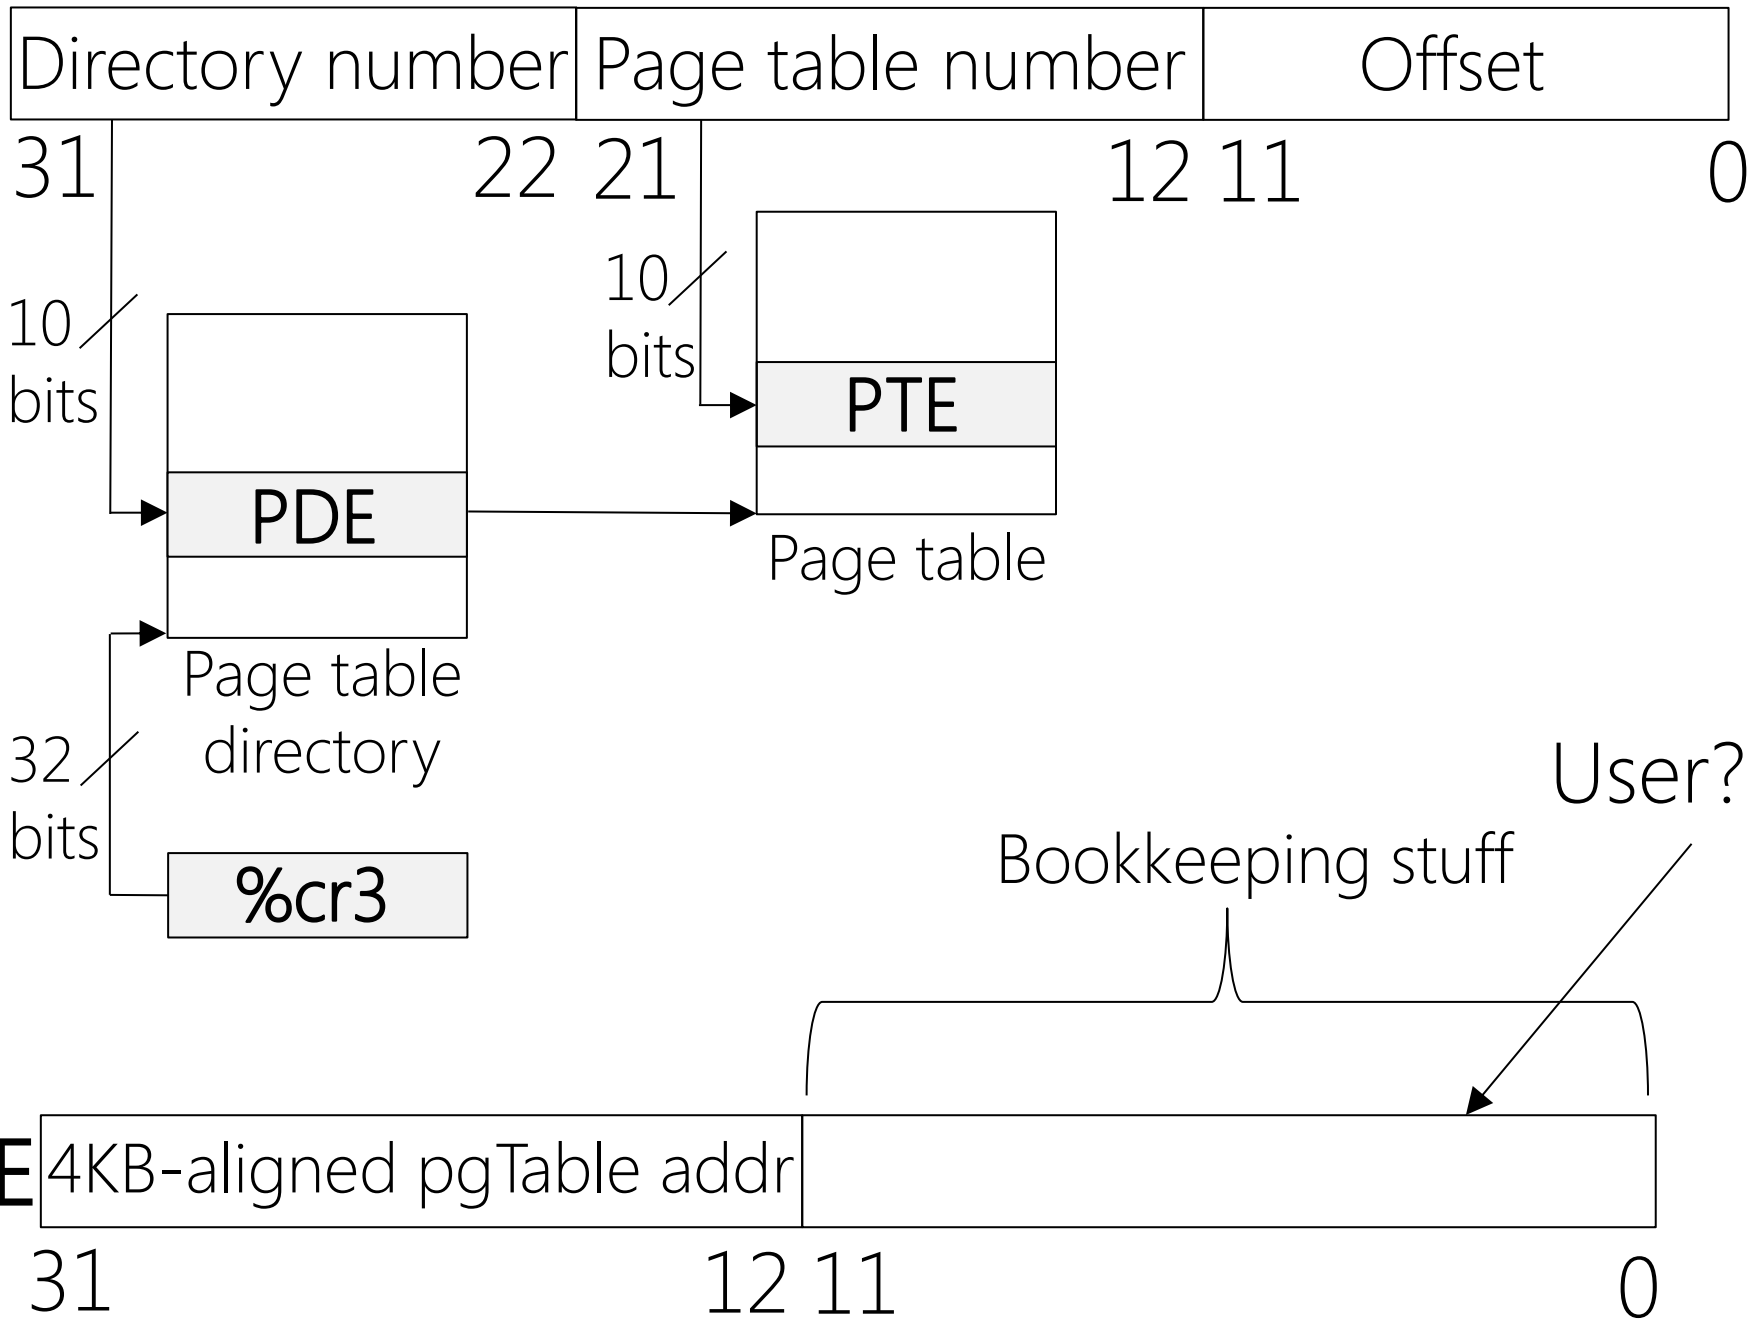 Directory number Page table number Offset
31 22 21 12 11 0
10
bits
10
bits
PTE
PDE
Page table
Page table
directory
32
bits
%cr3
User?
Bookkeeping stuff
E 4KB-aligned pgTable addr
31 12 11 0